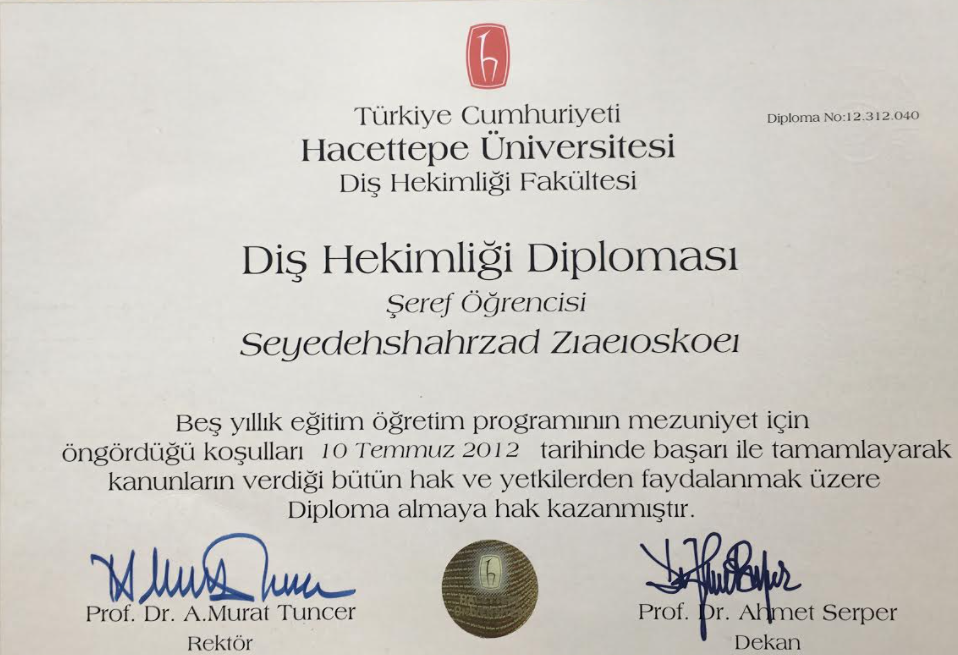 Türkiye Cumhuriyeti
Diploma No:12.312.040
Hacettepe Üniversitesi
Diş Hekimliği Fakültesi
Diş Hekimliği Diploması
Şeref Öğrencisi
Seyedehshahrzad Zıaeıoskoeı
Beş yıllık eğitim öğretim programının mezuniyet için
öngördüğü koşulları 10 Temmuz 2012 tarihinde başarı ile tamamlayarak
kanunların verdiği bütün hak ve yetkilerden faydalanmak üzere
Diploma almaya hak kazanmıştır.
Prof. Dr. A.Murat Tuncer
Rektör
Prof. Dr. Ahmet Serper
Dekan